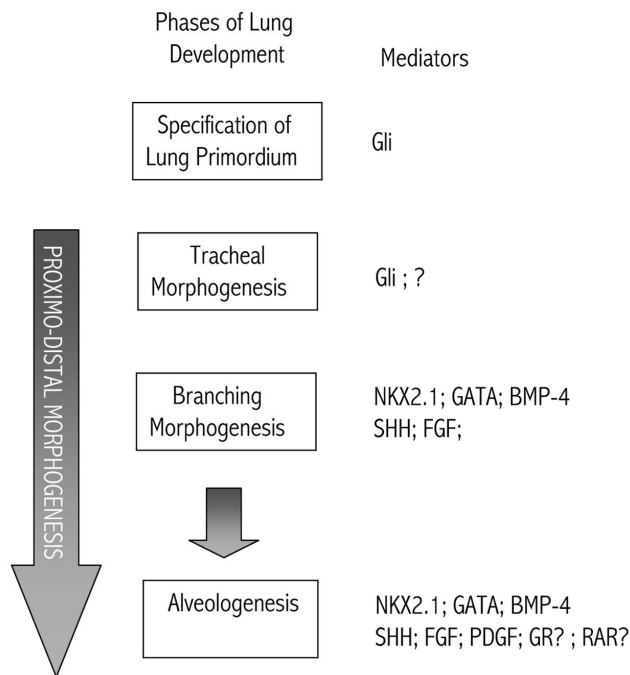 Phases of Lung
Development
Mediators
Specification of
Lung Primordium
Gli
PROXIMO-DISTAL MORPHOGENESIS
Tracheal
Morphogenesis
Gli ; ?
Branching
Morphogenesis
NKX2.1; GATA; BMP-4
SHH; FGF;
Alveologenesis
NKX2.1; GATA; BMP-4
SHH; FGF; PDGF; GR? ; RAR?